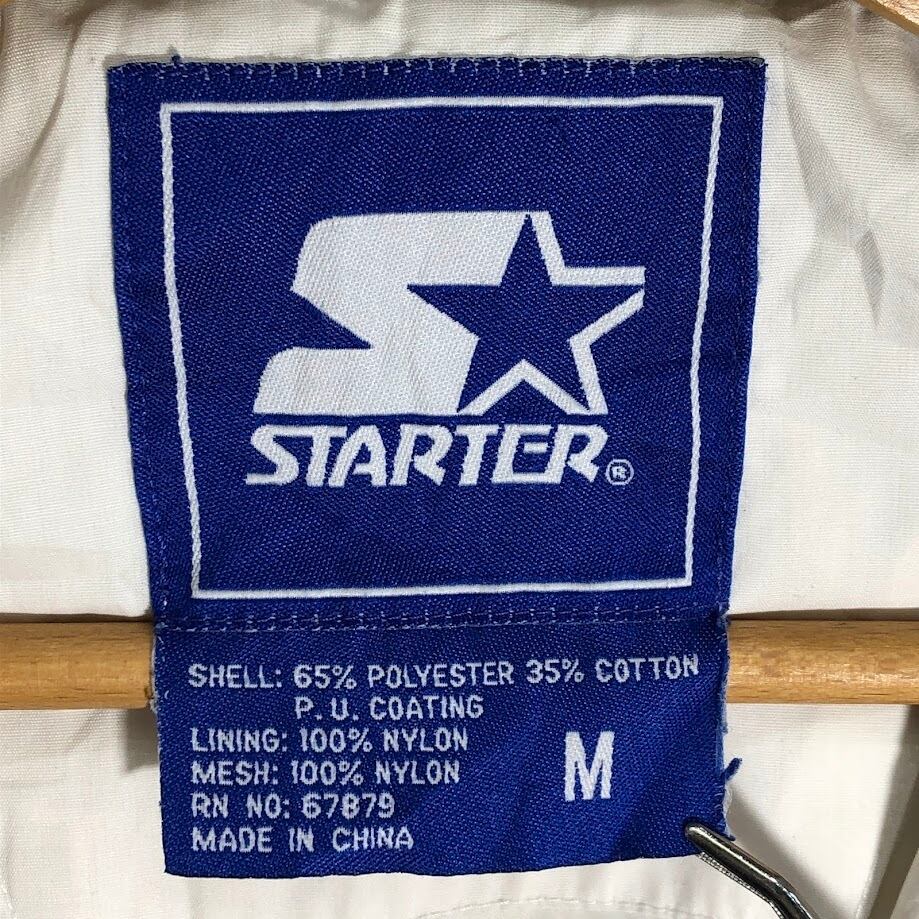 STARTER®
SHELL: 65% POLYESTER 35% COTTON
P. U. COATING
LINING: 100% NYLON
MESH: 100% NYLON
RN NO: 67879
MADE IN CHINA
M